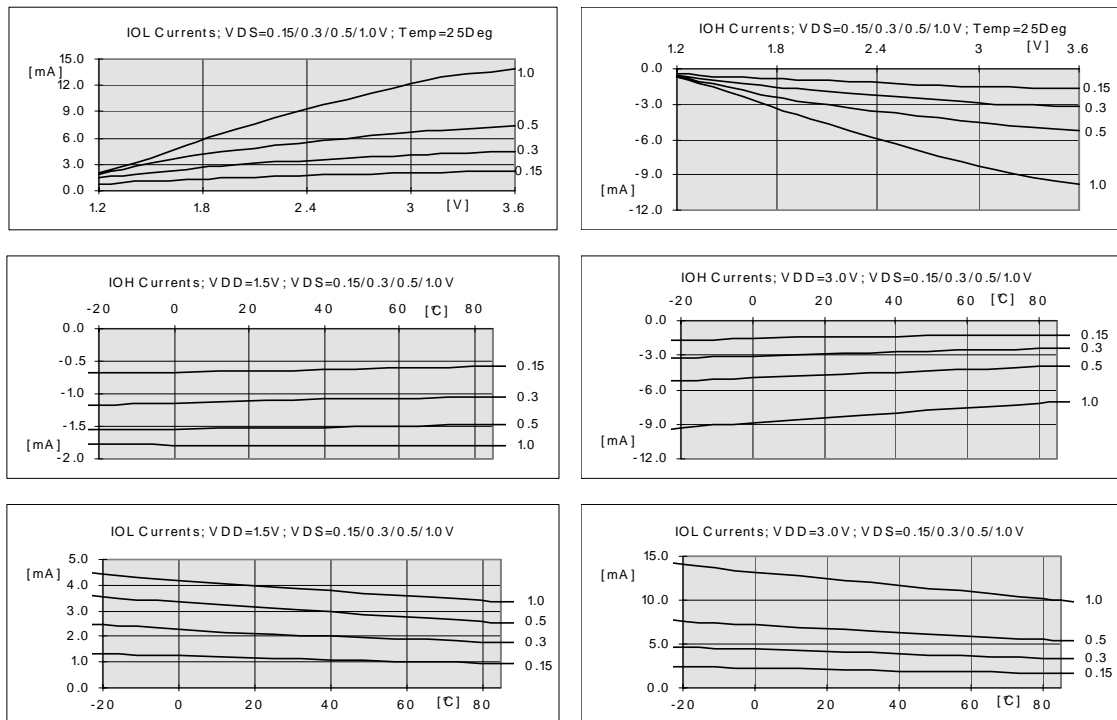 IOL Currents; VDS=0.15/0.3/0.5/1.0V; Temp=25Deg
[mA]
15.0
12.0
9.0
6.0
3.0
0.0
1.0
0.5
0.3
0.15
1.2 1.8 2.4 3 [V] 3.6
IOH Currents; VDS=0.15/0.3/0.5/1.0V; Temp=25Deg
[V]
1.2 1.8 2.4 3 3.6
0.0
-3.0
-6.0
-9.0
[mA]
-12.0
0.15
0.3
0.5
1.0
IOH Currents; VDD=1.5V; VDS=0.15/0.3/0.5/1.0V
-20 0 20 40 60 [°C] 80
0.0
-0.5
-1.0
-1.5
[mA]
-2.0
0.15
0.3
0.5
1.0
IOH Currents; VDD=3.0V; VDS=0.15/0.3/0.5/1.0V
-20 0 20 40 60 [°C] 80
0.0
-3.0
-6.0
-9.0
[mA]
-12.0
0.15
0.3
0.5
1.0
IOL Currents; VDD=1.5V; VDS=0.15/0.3/0.5/1.0V
5.0
[mA]
4.0
3.0
2.0
1.0
0.0
1.0
0.5
0.3
0.15
-20 0 20 40 60 [°C] 80
IOL Currents; VDD=3.0V; VDS=0.15/0.3/0.5/1.0V
15.0
[mA]
10.0
5.0
0.0
1.0
0.5
0.3
0.15
-20 0 20 40 60 [°C] 80